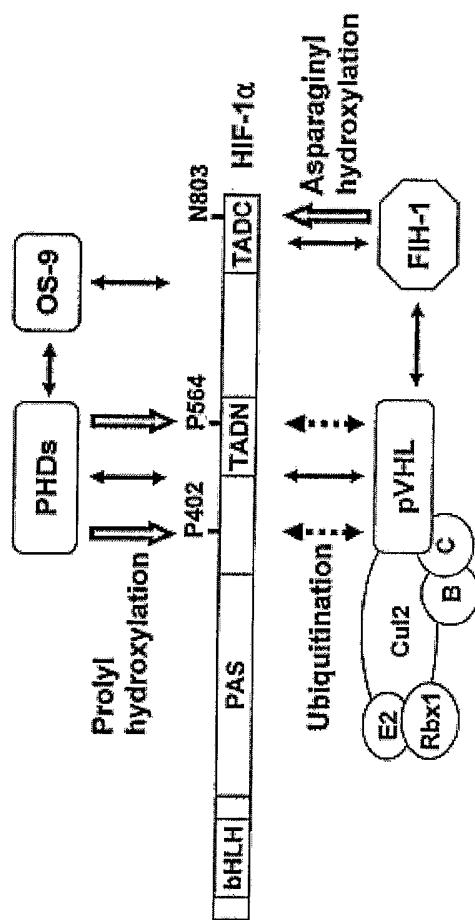 PHDs
OS-9
Prolyl
hydroxylation
P402
P564
N803
bHLH
PAS
TADN
TADC
HIF-1α
Ubiquitination
Asparaginyl
hydroxylation
E2
Rbx1
Cul2
B
C
pVHL
FIH-1